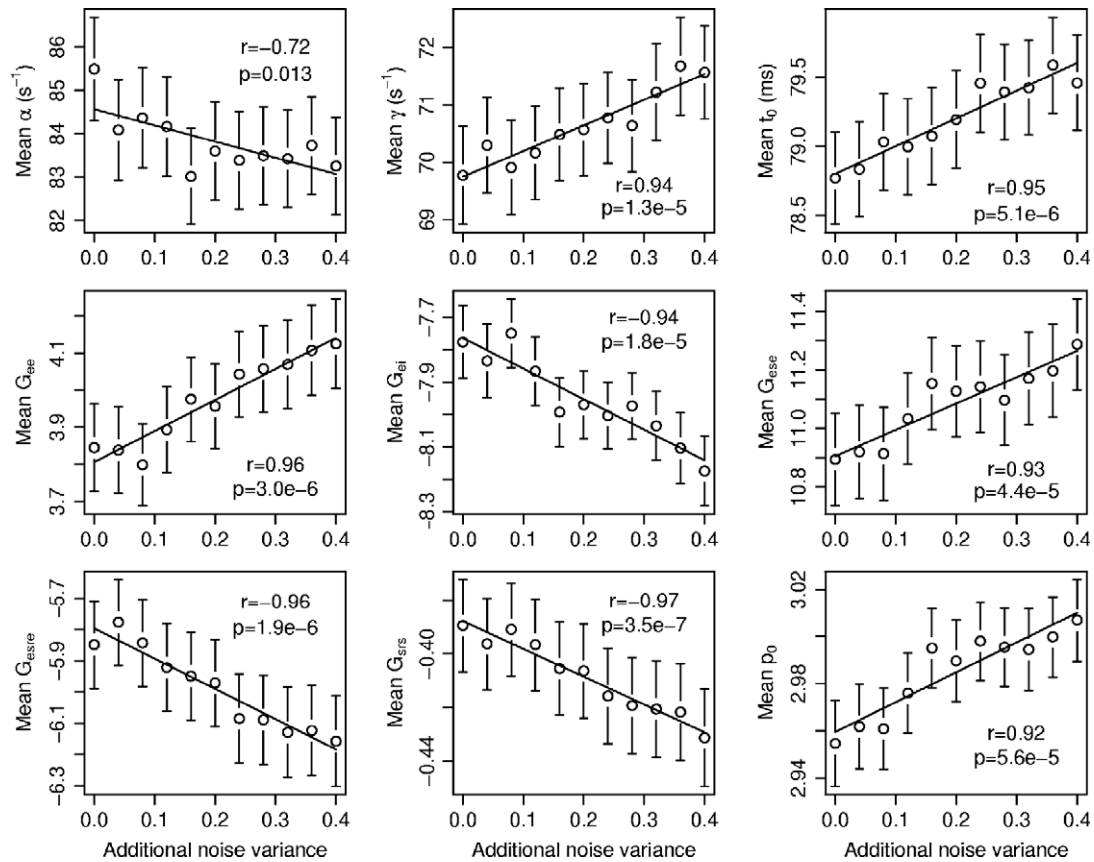 Mean α (s⁻¹)
86
84
83
82
r=−0.72
p=0.013
0.0 0.1 0.2 0.3 0.4
Mean γ (s⁻¹)
72
71
70
69
r=0.94
p=1.3e−5
0.0 0.1 0.2 0.3 0.4
Mean t₀ (ms)
79.5
79.0
78.5
r=0.95
p=5.1e−6
0.0 0.1 0.2 0.3 0.4
Mean Gₑₑ
4.1
3.9
3.7
r=0.96
p=3.0e−6
0.0 0.1 0.2 0.3 0.4
Mean Gₑᵢ
−7.7
−7.9
−8.1
−8.3
r=−0.94
p=1.8e−5
0.0 0.1 0.2 0.3 0.4
Mean Gₑₛₑ
11.4
11.2
11.0
10.8
r=0.93
p=4.4e−5
0.0 0.1 0.2 0.3 0.4
Mean Gₑₛᵣₑ
−5.7
−5.9
−6.1
−6.3
r=−0.96
p=1.9e−6
0.0 0.1 0.2 0.3 0.4
Additional noise variance
Mean Gₛᵣₛ
−0.40
−0.44
r=−0.97
p=3.5e−7
0.0 0.1 0.2 0.3 0.4
Additional noise variance
Mean p₀
3.02
2.98
2.94
r=0.92
p=5.6e−5
0.0 0.1 0.2 0.3 0.4
Additional noise variance